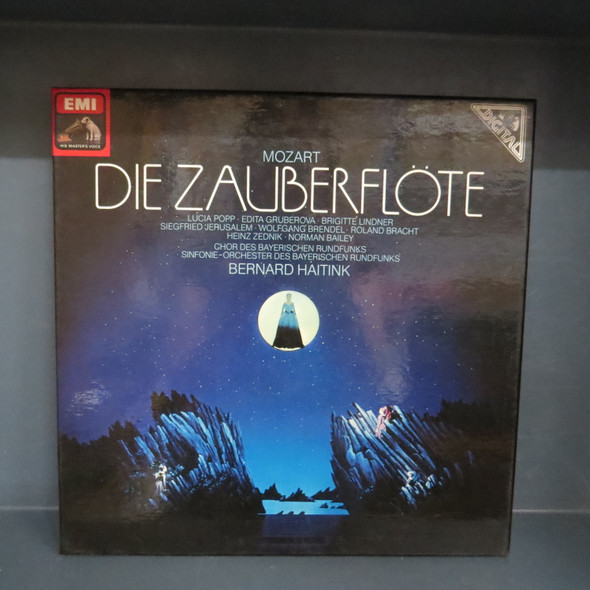 EMI
HIS MASTER'S VOICE
DIGITAL
MOZART
DIE ZAUBERFLÖTE
LUCIA POPP · EDITA GRUBEROVA · BRIGITTE LINDNER
SIEGFRIED JERUSALEM · WOLFGANG BRENDEL · ROLAND BRACHT
HEINZ ZEDNIK · NORMAN BAILEY
CHOR DES BAYERISCHEN RUNDFUNKS
SINFONIE-ORCHESTER DES BAYERISCHEN RUNDFUNKS
BERNARD HAITINK